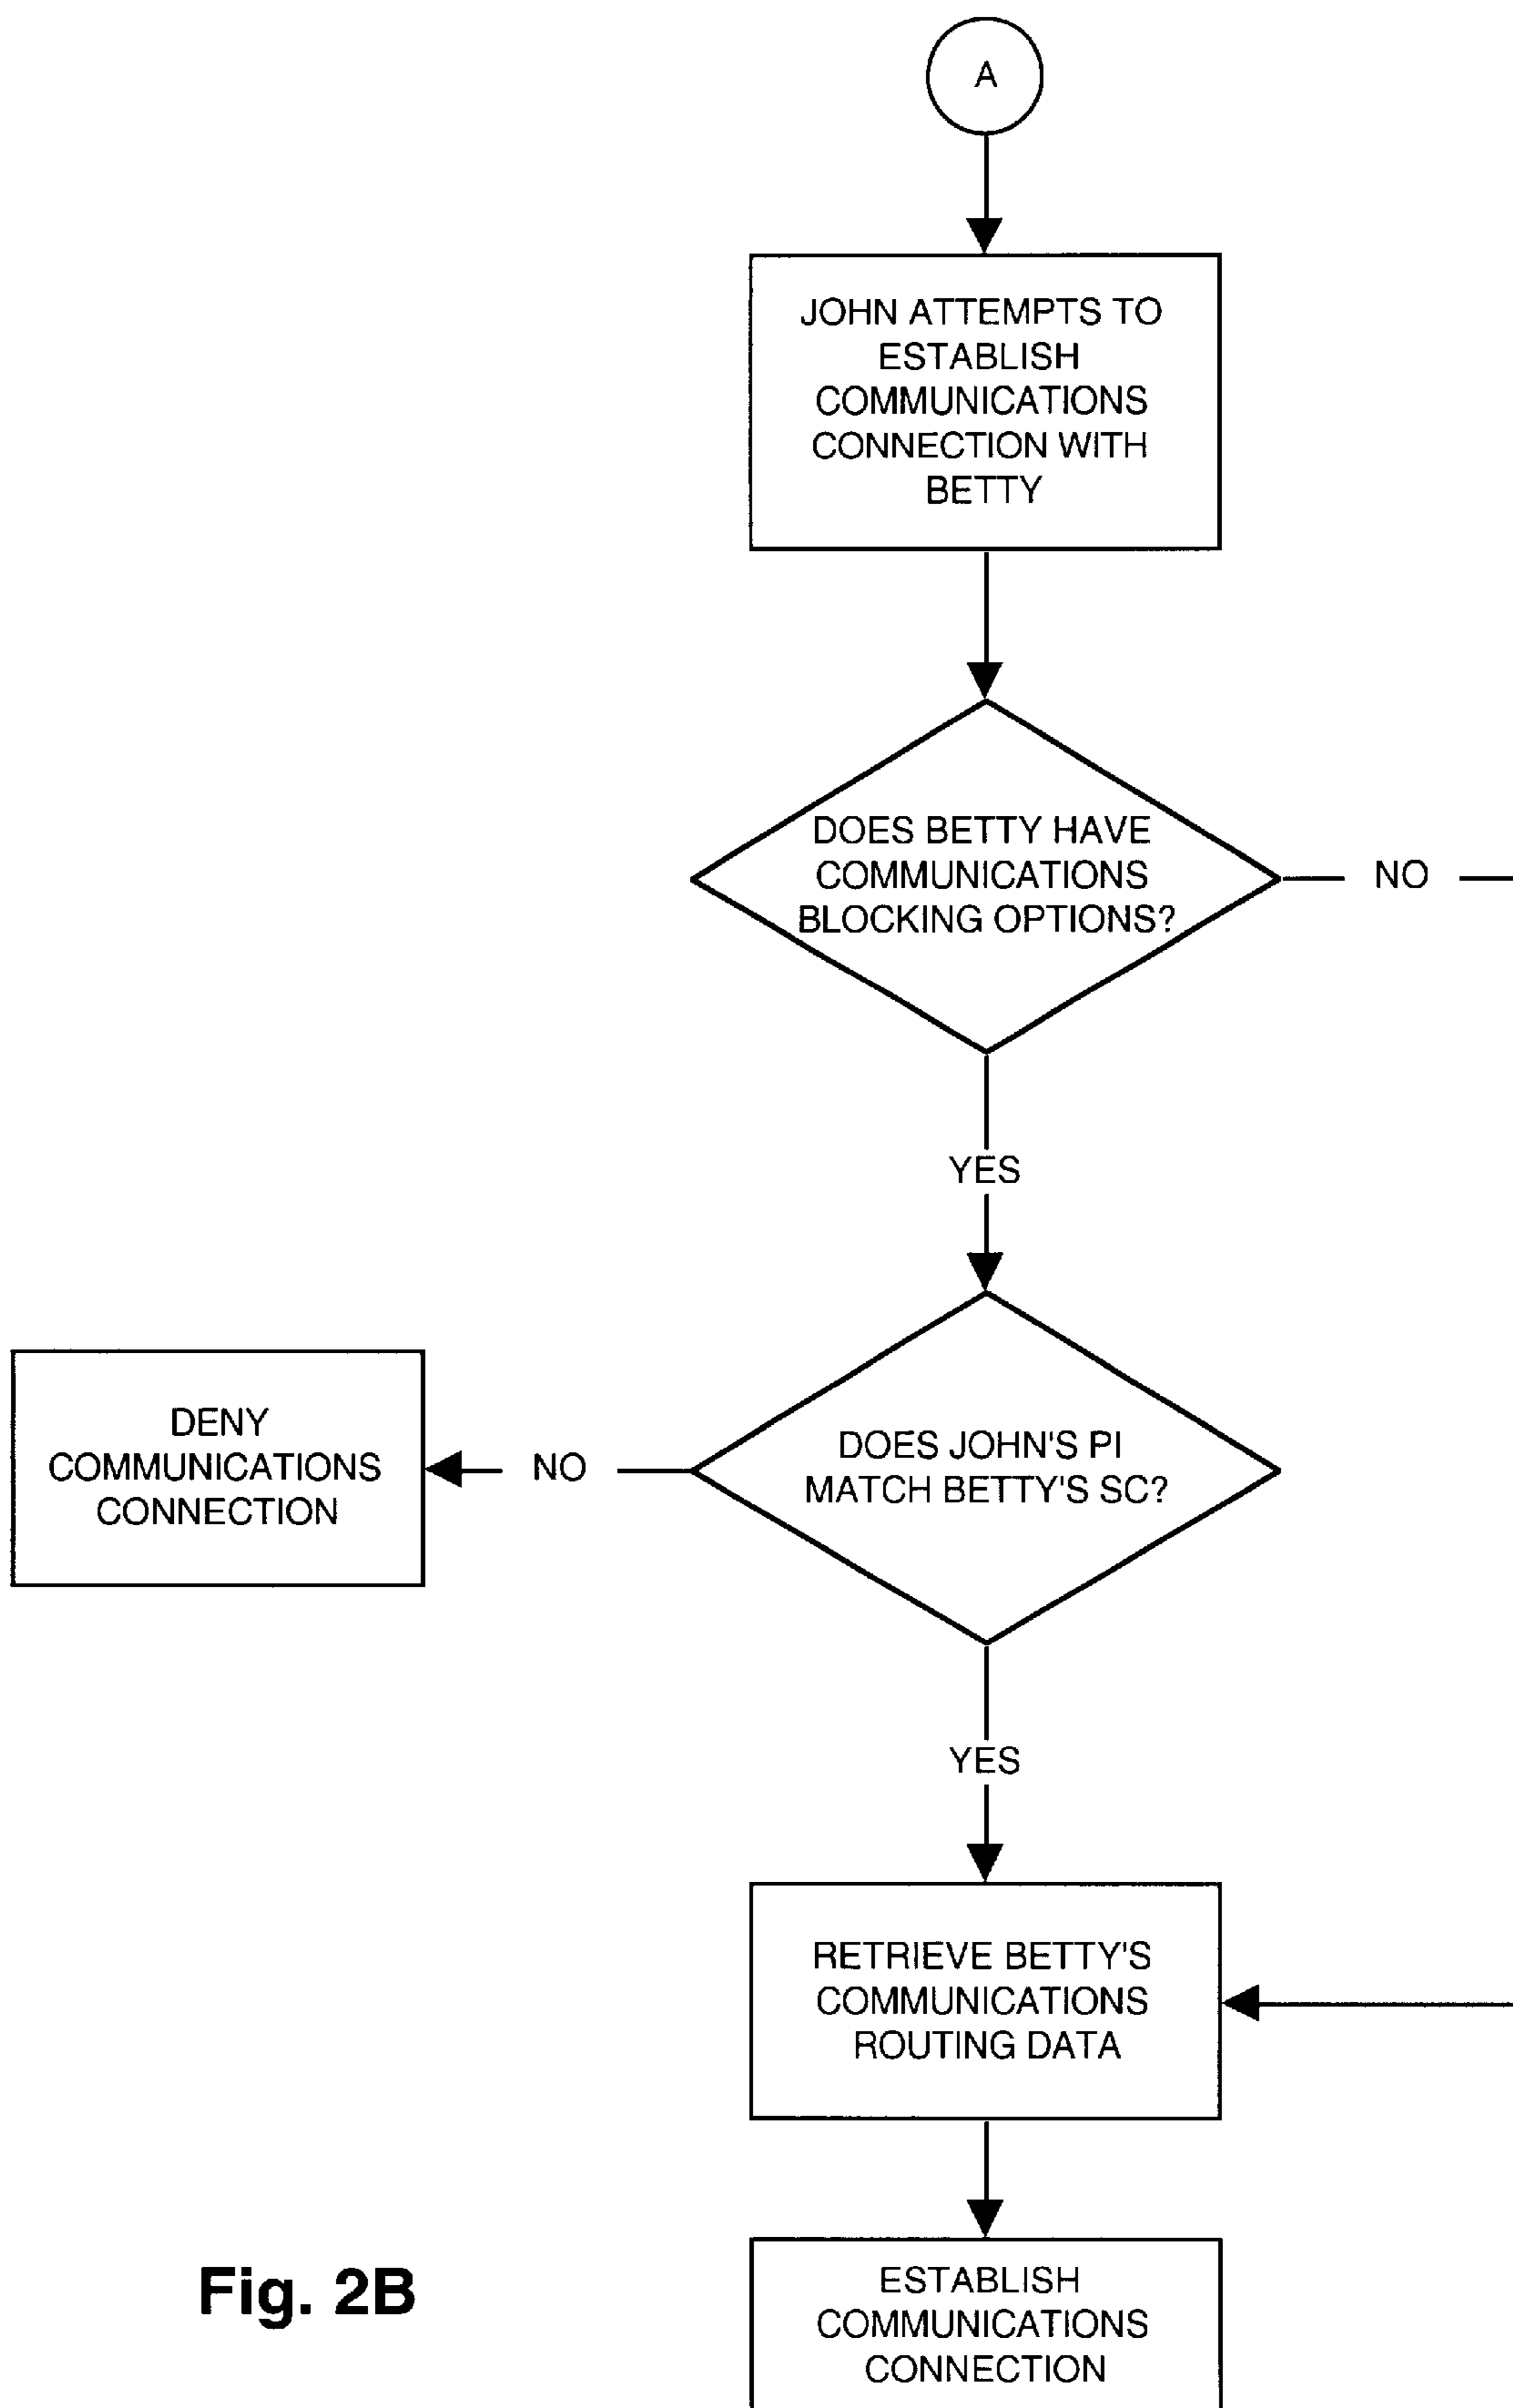 A
JOHN ATTEMPTS TO
ESTABLISH
COMMUNICATIONS
CONNECTION WITH
BETTY
DOES BETTY HAVE
COMMUNICATIONS
BLOCKING OPTIONS?
NO
YES
DENY
COMMUNICATIONS
CONNECTION
NO
DOES JOHN'S PI
MATCH BETTY'S SC?
YES
RETRIEVE BETTY'S
COMMUNICATIONS
ROUTING DATA
ESTABLISH
COMMUNICATIONS
CONNECTION
Fig. 2B